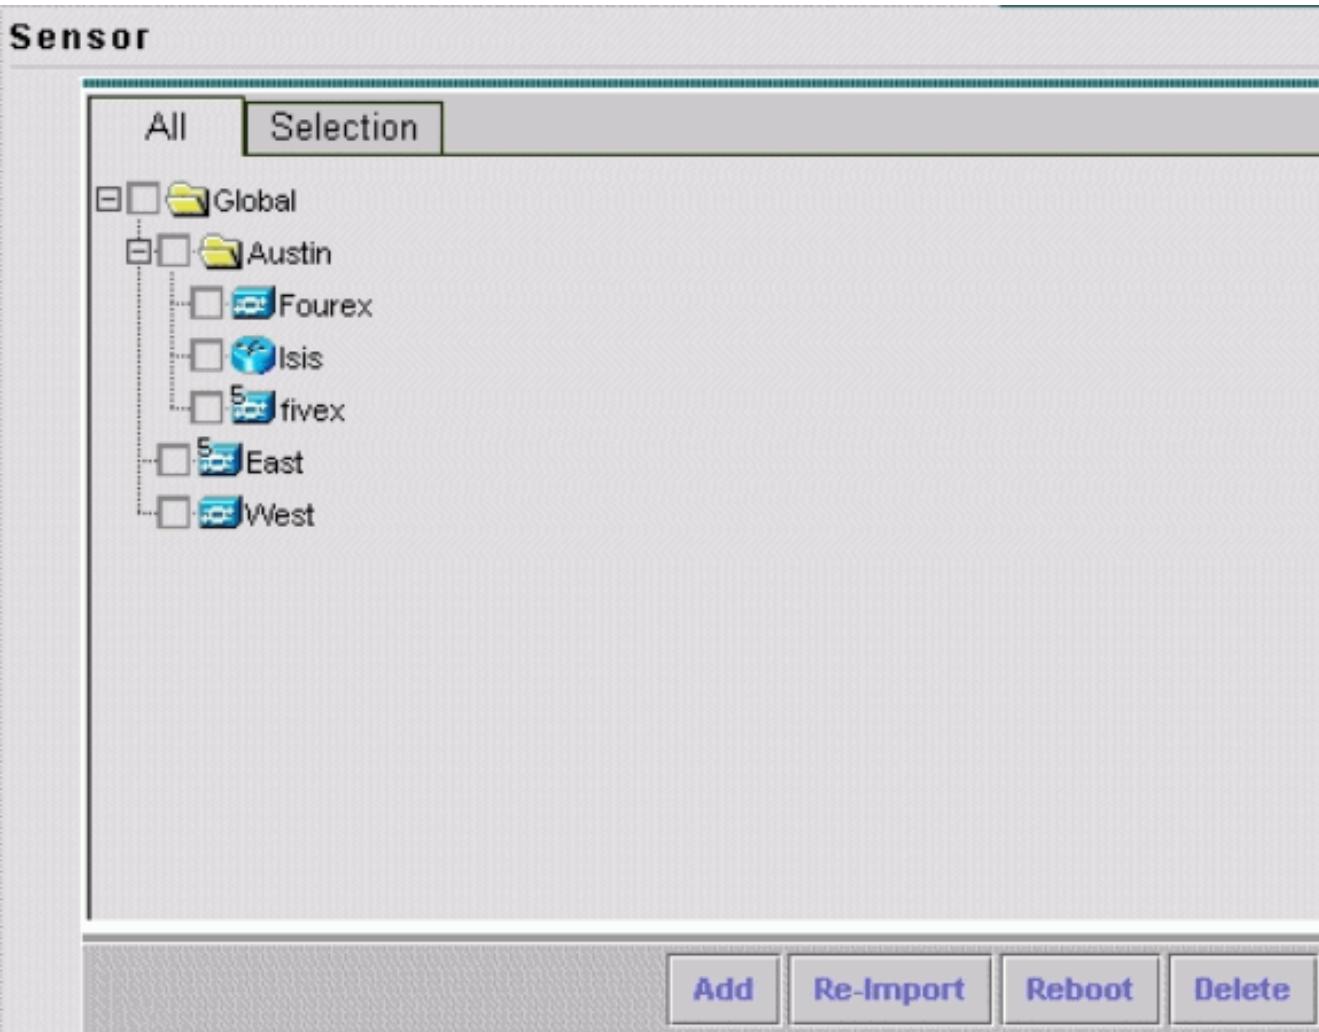 Sensor
All Selection
Global
Austin
Fourex
Isis
5 fivex
5 East
West
Add Re-Import Reboot Delete